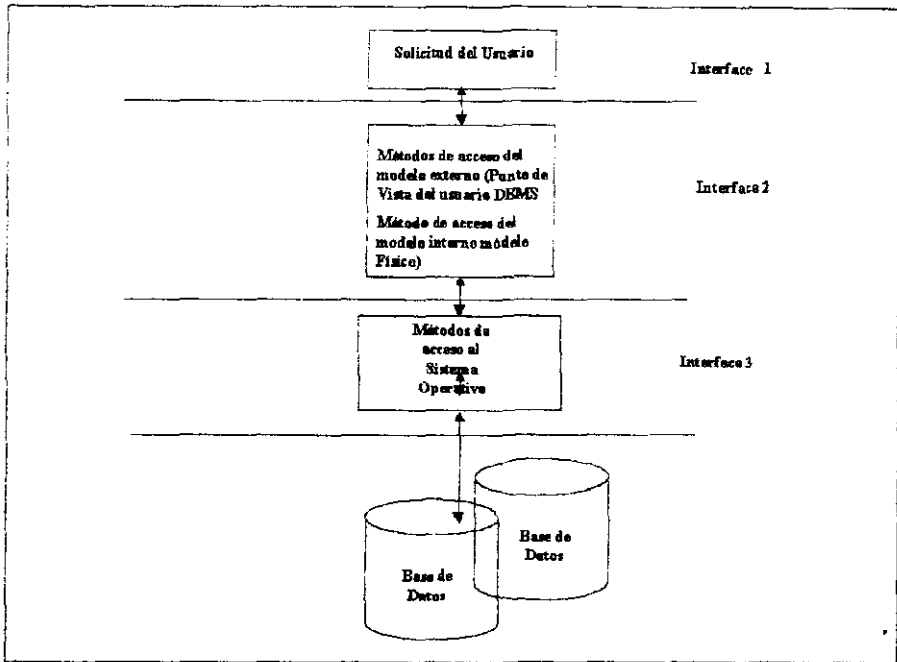 Solicitud del Usuario
Interface 1
Métodos de acceso del
modelo externo (Punto de
Vista del usuario DBMS
Método de acceso del
modelo interno módelo
Físico)
Interface 2
Métodos de
acceso al
Sistema
Operativo
Interface 3
Base de
Datos
Base de
Datos